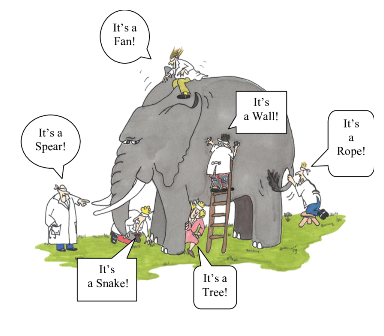 It's a
Fan!
It's
a Wall!
It's
a
Rope!
It's a
Spear!
It's
a Snake!
It's a
Tree!